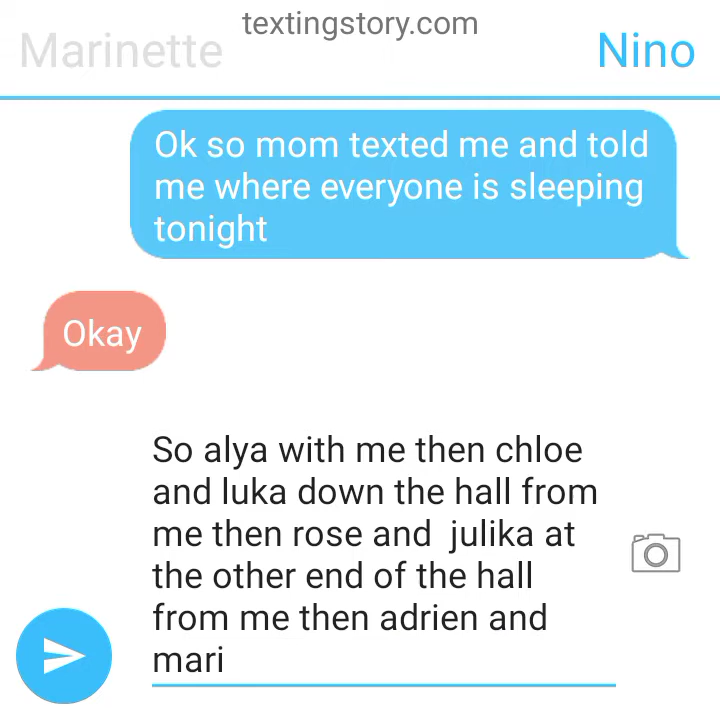 textingstory.com
Marinette
Nino
Ok so mom texted me and told
me where everyone is sleeping
tonight
Okay
So alya with me then chloe
and luka down the hall from
me then rose and  julika at
the other end of the hall
from me then adrien and
mari